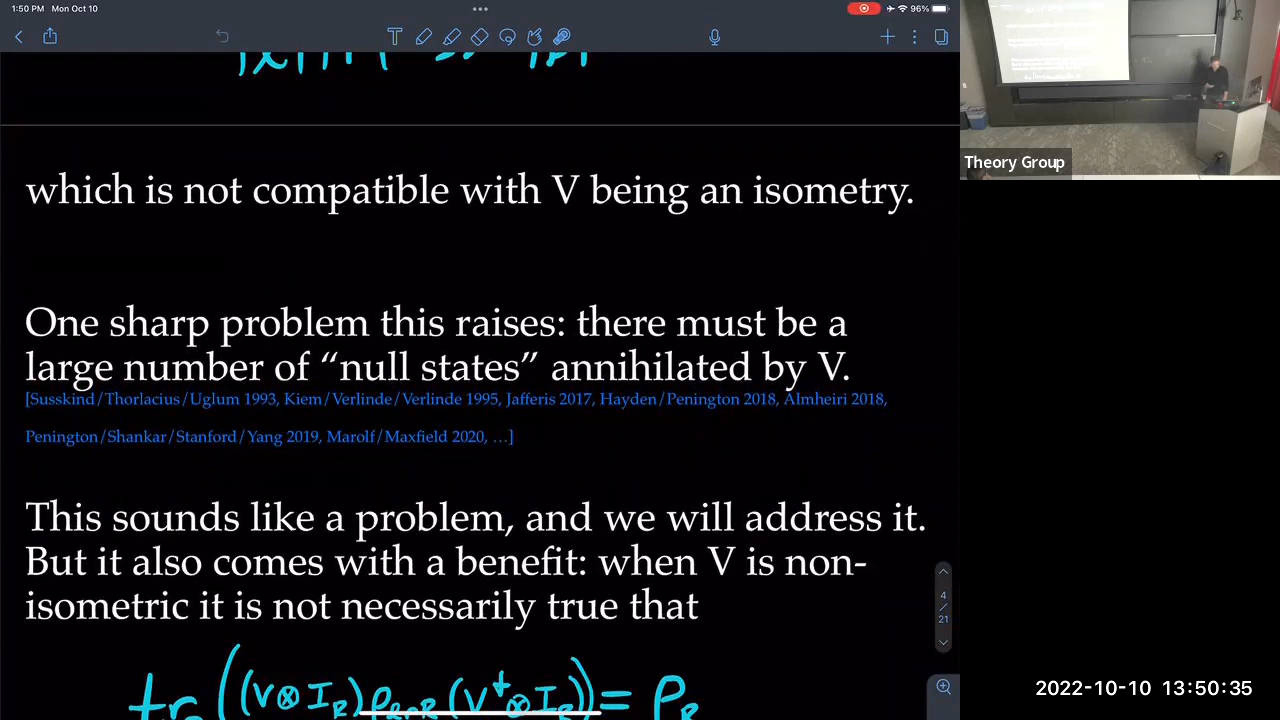 1:50 PM Mon Oct 10
96%
which is not compatible with V being an isometry.
One sharp problem this raises: there must be a
large number of “null states” annihilated by V.
[Susskind/Thorlacius/Uglum 1993, Kiem/Verlinde/Verlinde 1995, Jafferis 2017, Hayden/Penington 2018, Almheiri 2018,
Penington/Shankar/Stanford/Yang 2019, Marolf/Maxfield 2020, …]
This sounds like a problem, and we will address it.
But it also comes with a benefit: when V is non-
isometric it is not necessarily true that
4
/
21
Theory Group
2022-10-10 13:50:35